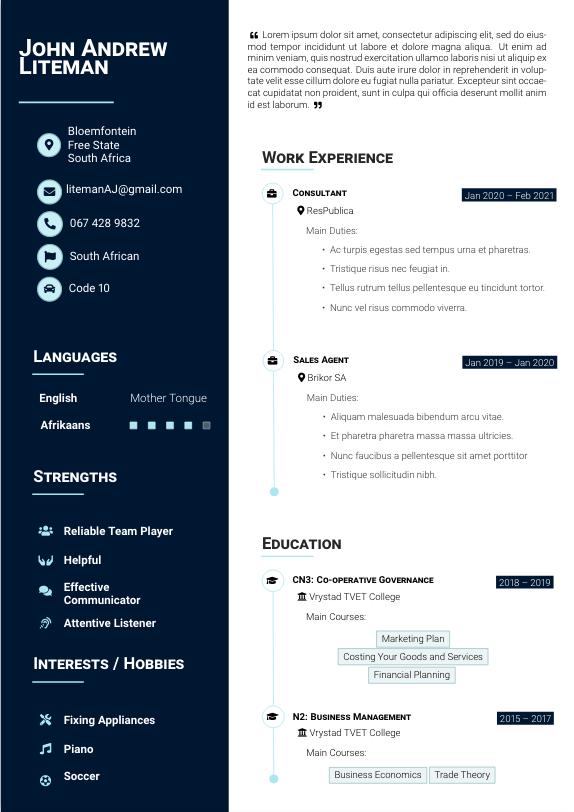 John Andrew
Liteman
Bloemfontein
Free State
South Africa
litemanAJ@gmail.com
067 428 9832
South African
Code 10
Languages
English Mother Tongue
Afrikaans
Strengths
Reliable Team Player
Helpful
Effective
Communicator
Attentive Listener
Interests / Hobbies
Fixing Appliances
Piano
Soccer
❝ Lorem ipsum dolor sit amet, consectetur adipiscing elit, sed do eius-
mod tempor incididunt ut labore et dolore magna aliqua. Ut enim ad
minim veniam, quis nostrud exercitation ullamco laboris nisi ut aliquip ex
ea commodo consequat. Duis aute irure dolor in reprehenderit in volup-
tate velit esse cillum dolore eu fugiat nulla pariatur. Excepteur sint occae-
cat cupidatat non proident, sunt in culpa qui officia deserunt mollit anim
id est laborum. ❞
Work Experience
Consultant Jan 2020 – Feb 2021
ResPublica
Main Duties:
• Ac turpis egestas sed tempus urna et pharetras.
• Tristique risus nec feugiat in.
• Tellus rutrum tellus pellentesque eu tincidunt tortor.
• Nunc vel risus commodo viverra.
Sales Agent Jan 2019 – Jan 2020
Brikor SA
Main Duties:
• Aliquam malesuada bibendum arcu vitae.
• Et pharetra pharetra massa massa ultricies.
• Nunc faucibus a pellentesque sit amet porttitor
• Tristique sollicitudin nibh.
Education
CN3: Co-operative Governance 2018 – 2019
Vrystad TVET College
Main Courses:
Marketing Plan
Costing Your Goods and Services
Financial Planning
N2: Business Management 2015 – 2017
Vrystad TVET College
Main Courses:
Business Economics Trade Theory